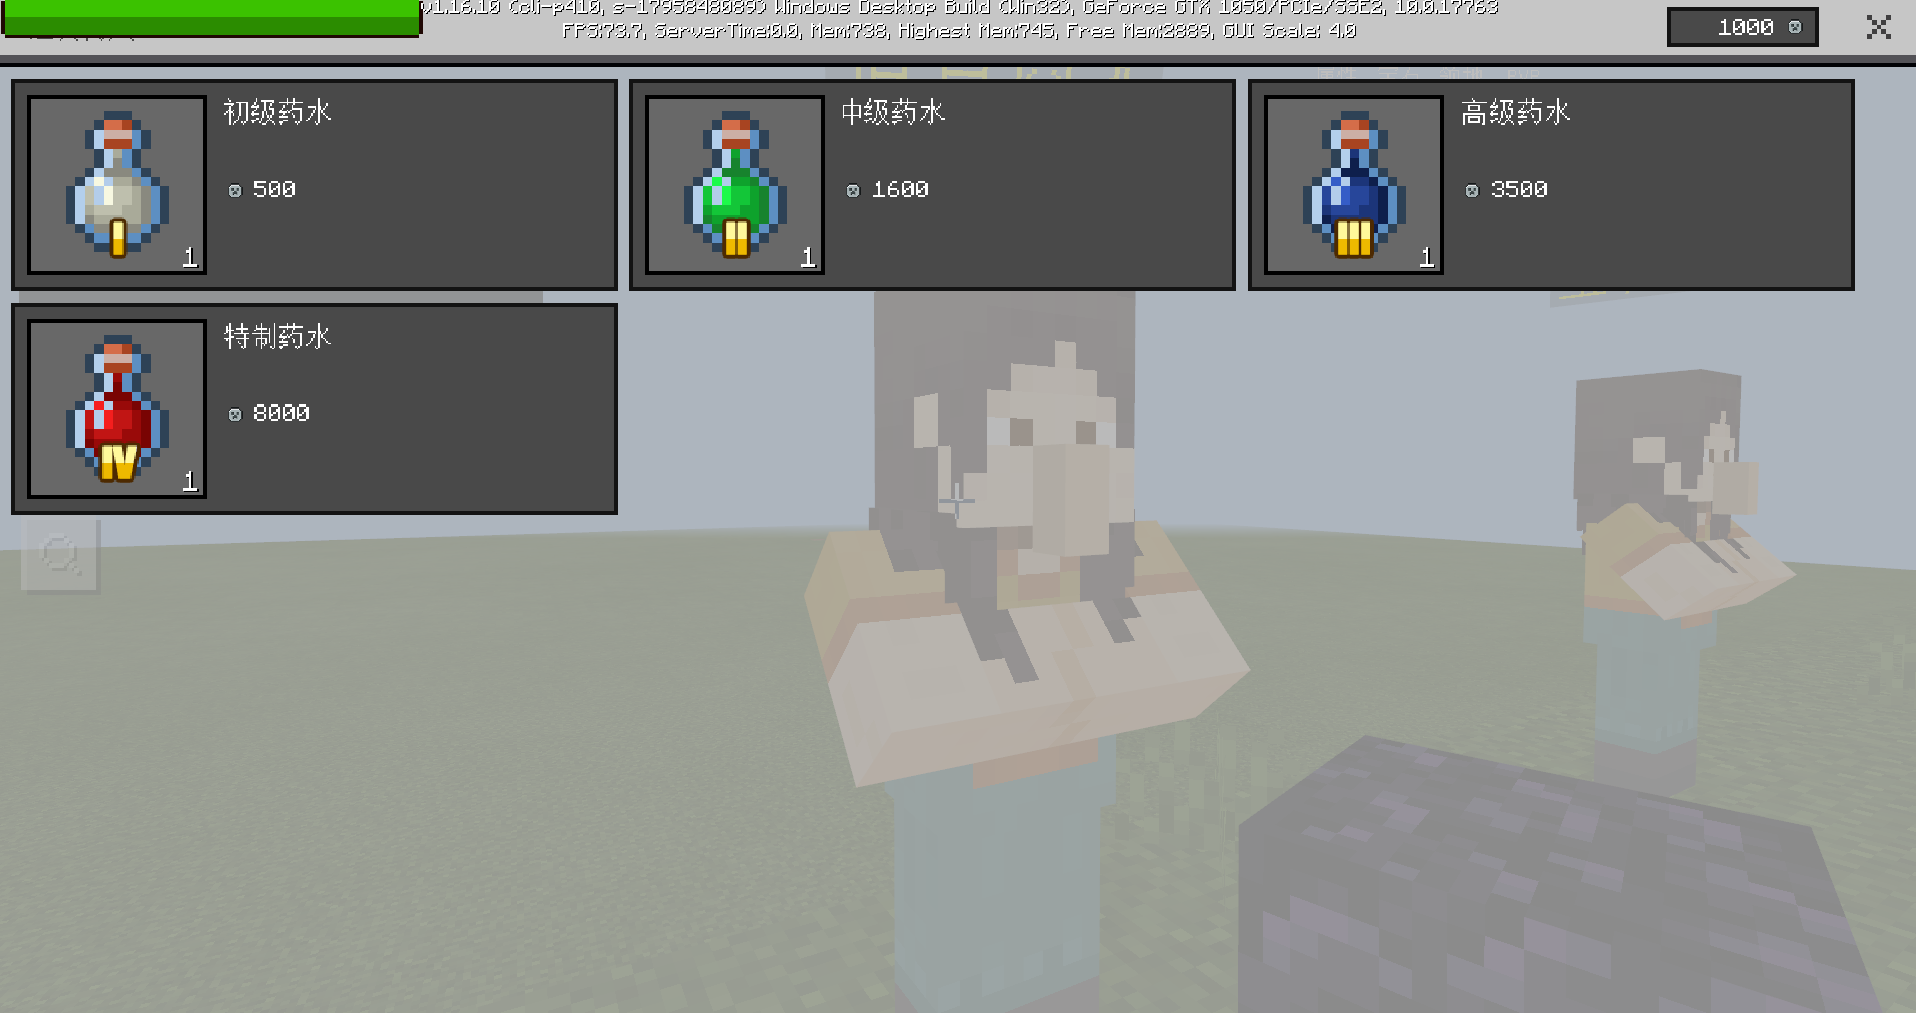 v1.16.10 (cli-p410, s-1795848089) Windows Desktop Build (Win32), GeForce GTX 1050/PCIe/SSE2, 10.0.17763
FPS:73.7, ServerTime:0.0, Mem:738, Highest Mem:745, Free Mem:2889, GUI Scale: 4.0
1000
初级药水
500
1
中级药水
1600
1
高级药水
3500
1
特制药水
8000
IV
1